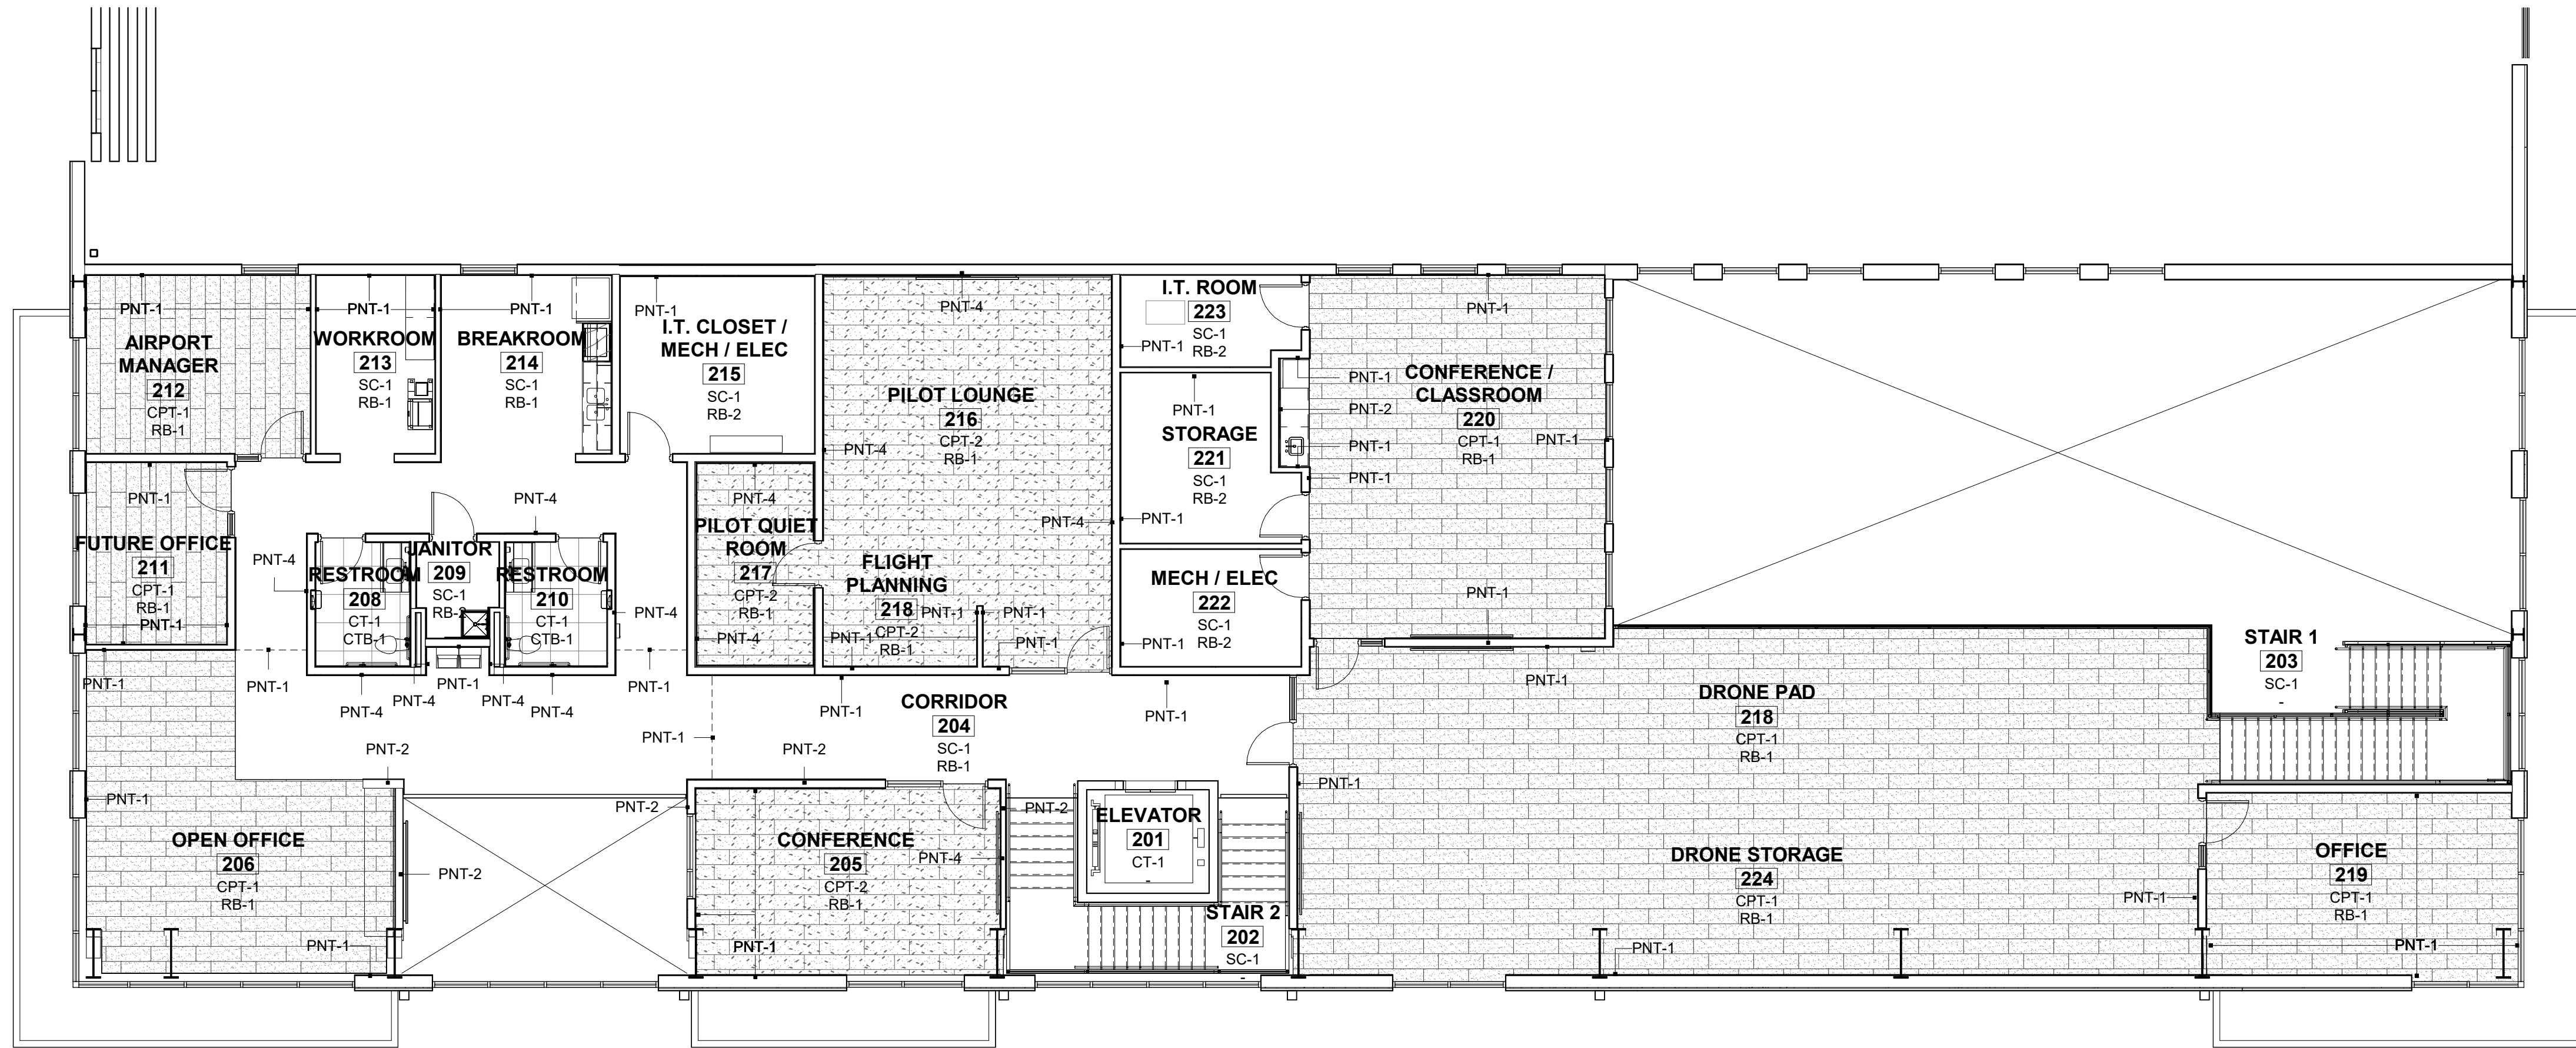 PNT-1
AIRPORT
MANAGER
212
CPT-1
RB-1
PNT-1
WORKROOM
213
SC-1
RB-1
PNT-1
BREAKROOM
214
SC-1
RB-1
PNT-1
I.T. CLOSET /
MECH / ELEC
215
SC-1
RB-2
PNT-4
PILOT LOUNGE
216
CPT-2
RB-1
PNT-4
PNT-4
I.T. ROOM
223
SC-1
RB-2
PNT-1
PNT-1
STORAGE
221
SC-1
RB-2
PNT-1
PNT-1
PNT-2
PNT-1
PNT-1
PNT-1
CONFERENCE /
CLASSROOM
220
CPT-1
RB-1
PNT-1
PNT-1
PNT-1
FUTURE OFFICE
211
CPT-1
RB-1
PNT-1
PNT-4
PNT-4
RESTROOM
208
CT-1
CTB-1
JANITOR
209
SC-1
RB-2
RESTROOM
210
CT-1
CTB-1
PNT-4
PNT-4
PILOT QUIET
ROOM
217
CPT-2
RB-1
PNT-4
FLIGHT
PLANNING
218
CPT-2
RB-1
PNT-1
PNT-1
PNT-1
PNT-1
MECH / ELEC
222
SC-1
RB-2
PNT-1
PNT-1
PNT-1
PNT-4
PNT-4
PNT-1
PNT-4
PNT-4
PNT-1
PNT-1
PNT-1
CORRIDOR
204
SC-1
RB-1
PNT-1
PNT-2
PNT-2
PNT-1
DRONE PAD
218
CPT-1
RB-1
STAIR 1
203
SC-1
-
PNT-1
OPEN OFFICE
206
CPT-1
RB-1
PNT-1
PNT-2
PNT-2
CONFERENCE
205
CPT-2
RB-1
PNT-1
PNT-2
PNT-4
ELEVATOR
201
CT-1
-
STAIR 2
202
SC-1
-
PNT-1
DRONE STORAGE
224
CPT-1
RB-1
PNT-1
PNT-1
OFFICE
219
CPT-1
RB-1
PNT-1